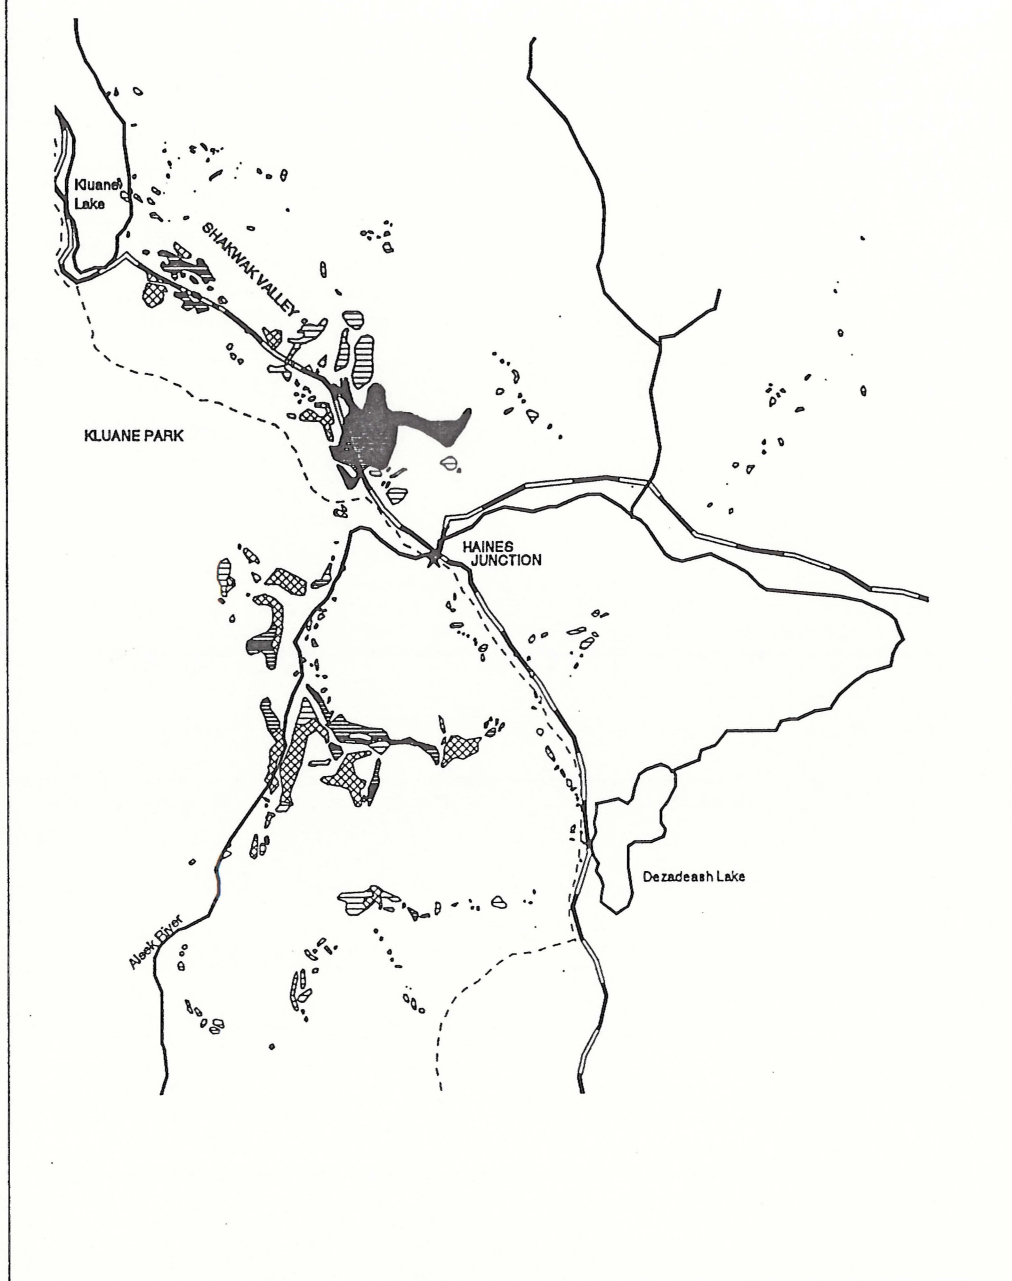 Kluane
Lake
SHAKWAK VALLEY
KLUANE PARK
HAINES
JUNCTION
Dezadeash Lake
Alsek River